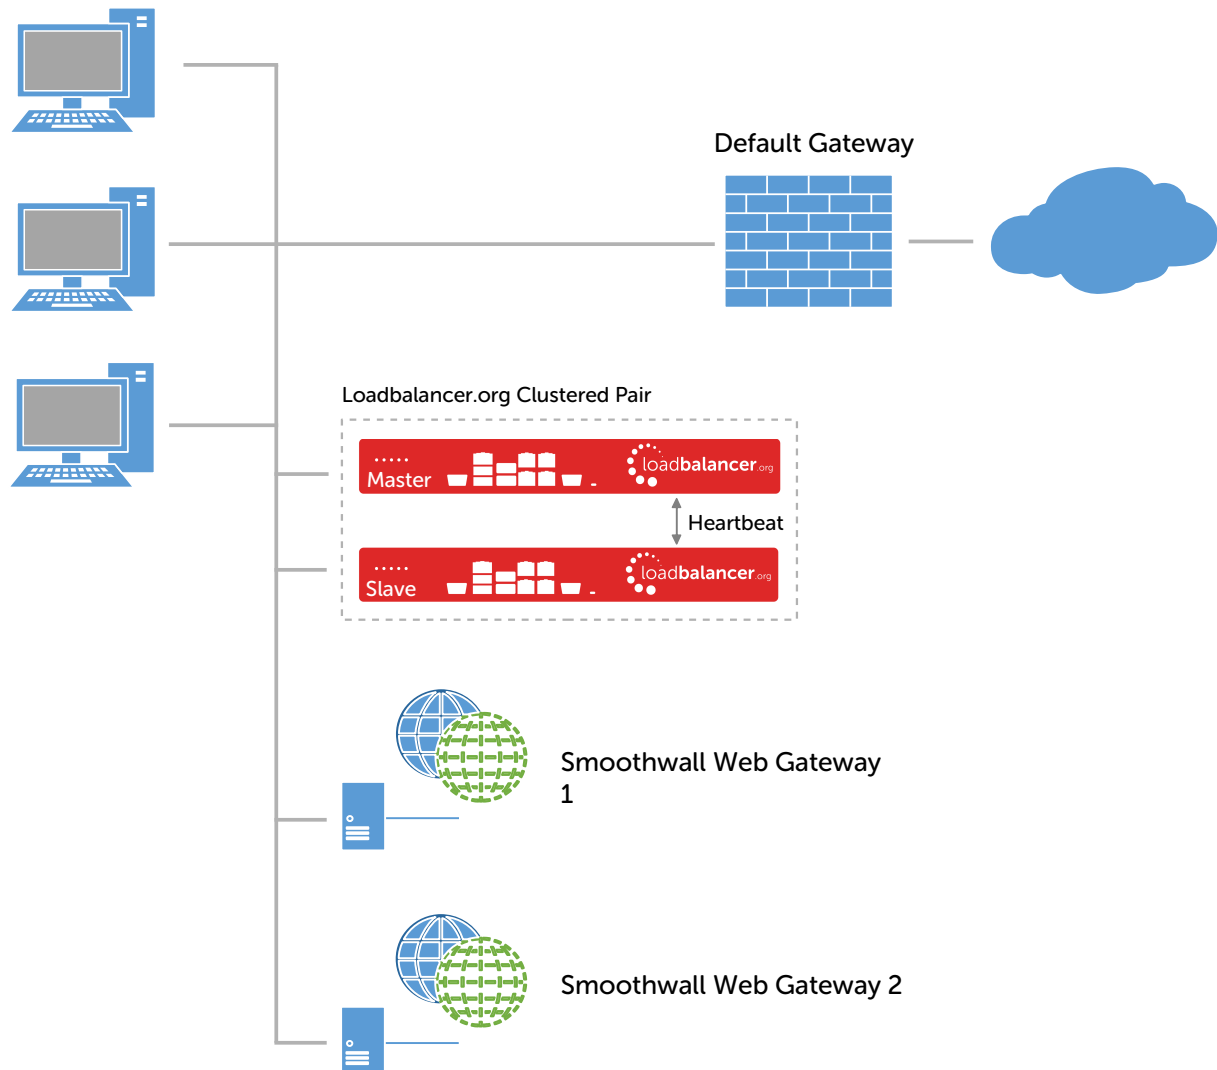 Default Gateway
Loadbalancer.org Clustered Pair
Master
loadbalancer.org
Heartbeat
Slave
loadbalancer.org
Smoothwall Web Gateway
1
Smoothwall Web Gateway 2